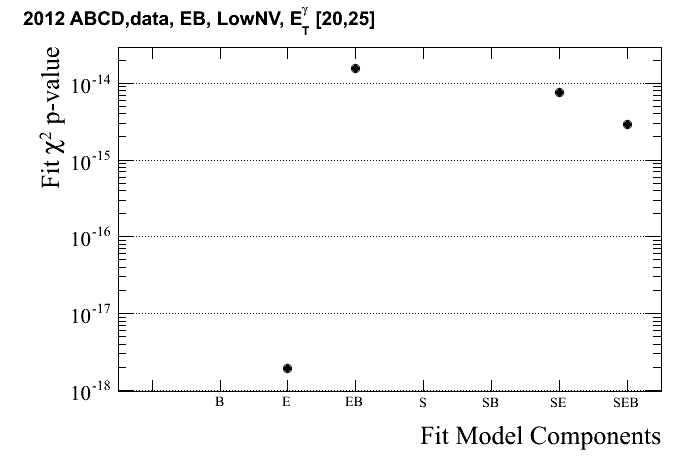 2012 ABCD,data, EB, LowNV, E_T^γ [20,25]
Fit χ² p-value
10⁻¹⁴
10⁻¹⁵
10⁻¹⁶
10⁻¹⁷
10⁻¹⁸
B E EB S SB SE SEB
Fit Model Components